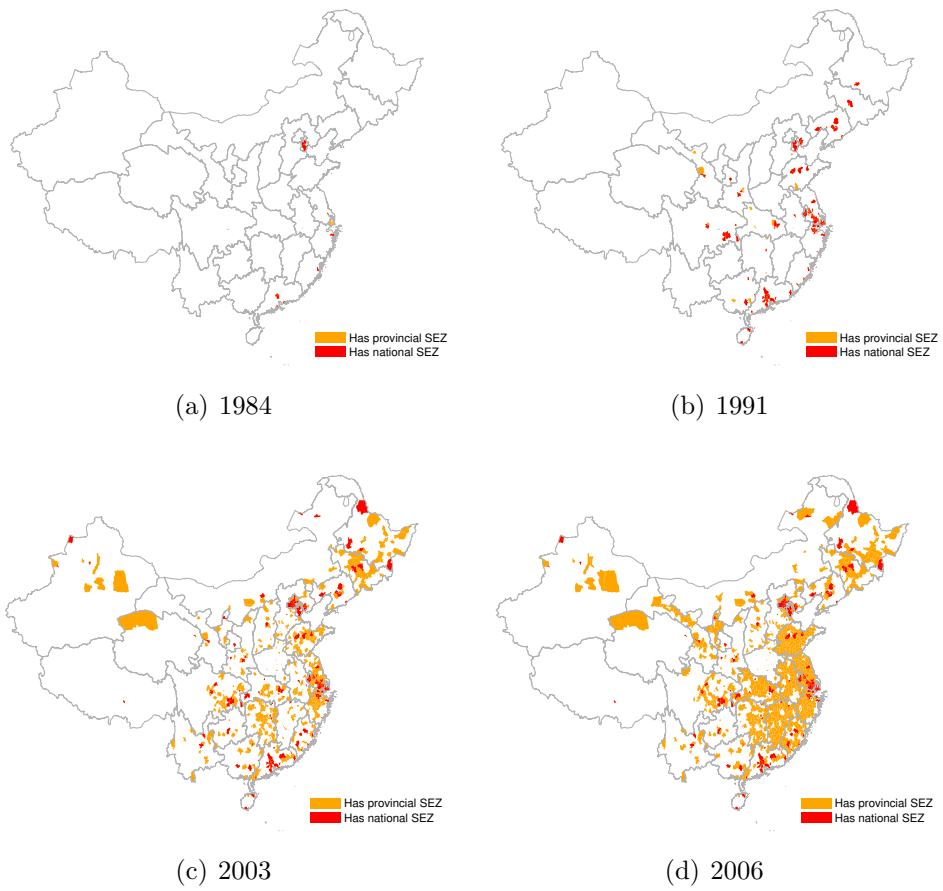 Has provincial SEZ
Has national SEZ
(a) 1984
Has provincial SEZ
Has national SEZ
(b) 1991
Has provincial SEZ
Has national SEZ
(c) 2003
Has provincial SEZ
Has national SEZ
(d) 2006